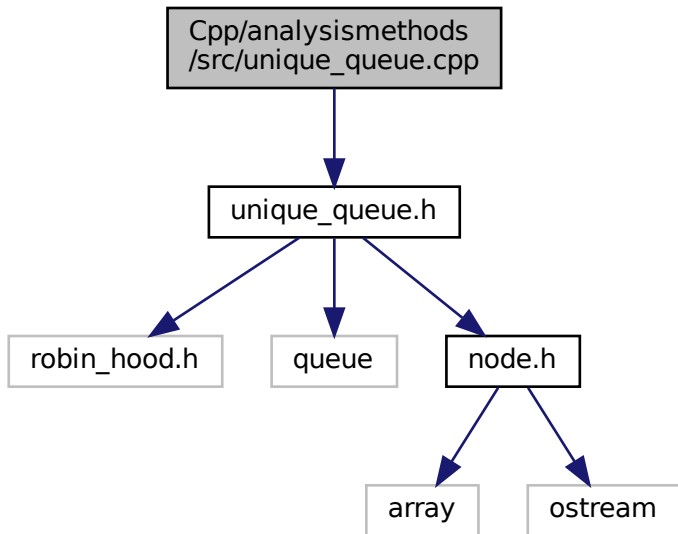 Cpp/analysismethods
/src/unique_queue.cpp
unique_queue.h
robin_hood.h
queue
node.h
array
ostream